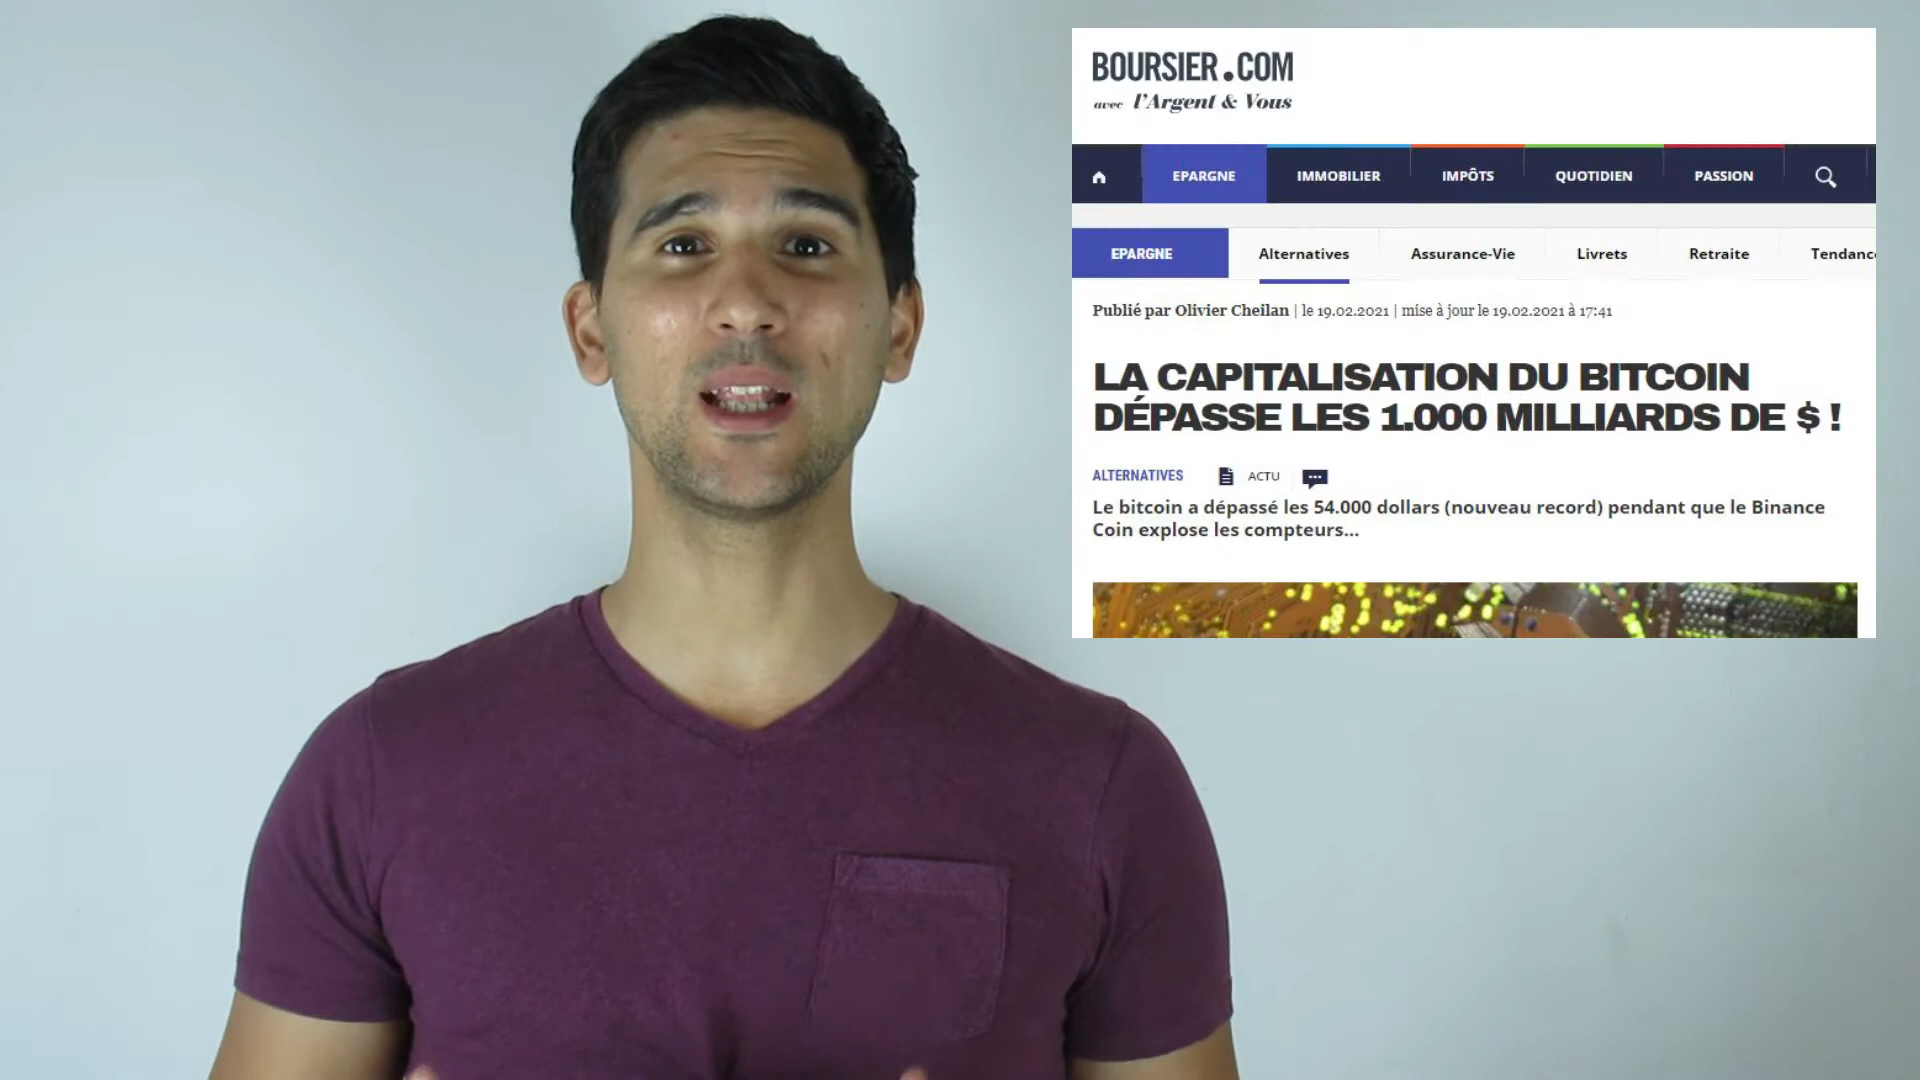 BOURSIER.COM
avec l'Argent & Vous
EPARGNE IMMOBILIER IMPÔTS QUOTIDIEN PASSION
EPARGNE Alternatives Assurance-Vie Livrets Retraite Tendanc
Publié par Olivier Cheilan | le 19.02.2021 | mise à jour le 19.02.2021 à 17:41
LA CAPITALISATION DU BITCOIN
DÉPASSE LES 1.000 MILLIARDS DE $ !
ALTERNATIVES ACTU
Le bitcoin a dépassé les 54.000 dollars (nouveau record) pendant que le Binance
Coin explose les compteurs...